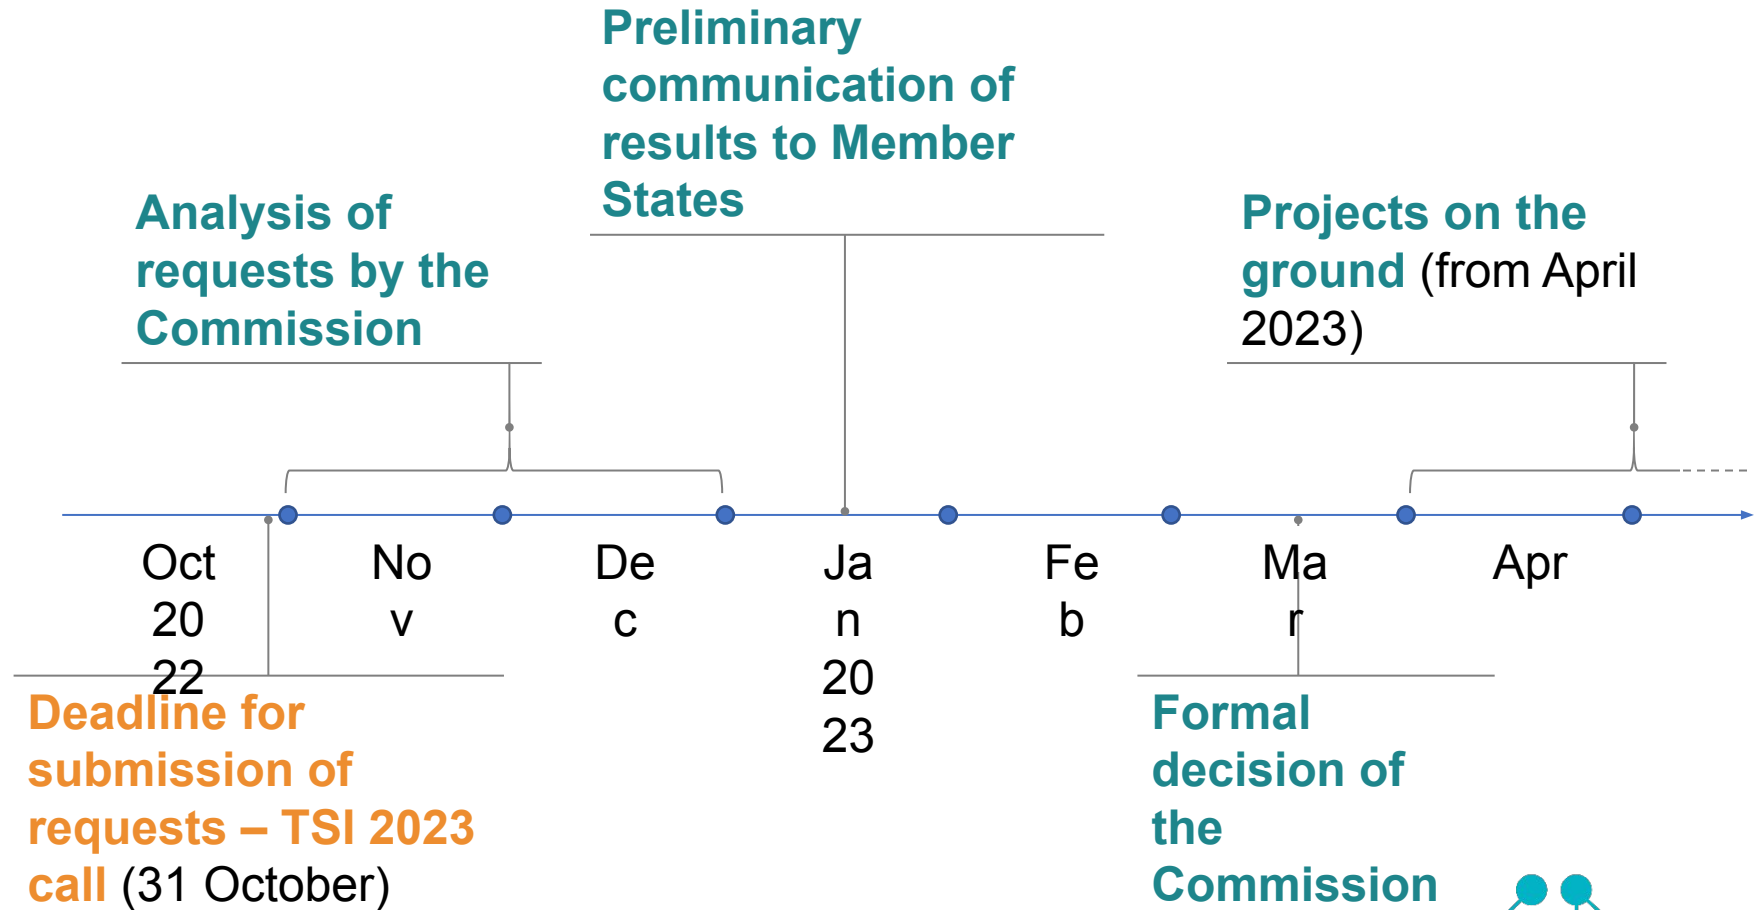 Preliminary
communication of
results to Member
States
Analysis of
requests by the
Commission
Projects on the
ground (from April
2023)
Oct
20
22
No
v
De
c
Ja
n
20
23
Fe
b
Ma
r
Apr
Deadline for
submission of
requests – TSI 2023
call (31 October)
Formal
decision of
the
Commission